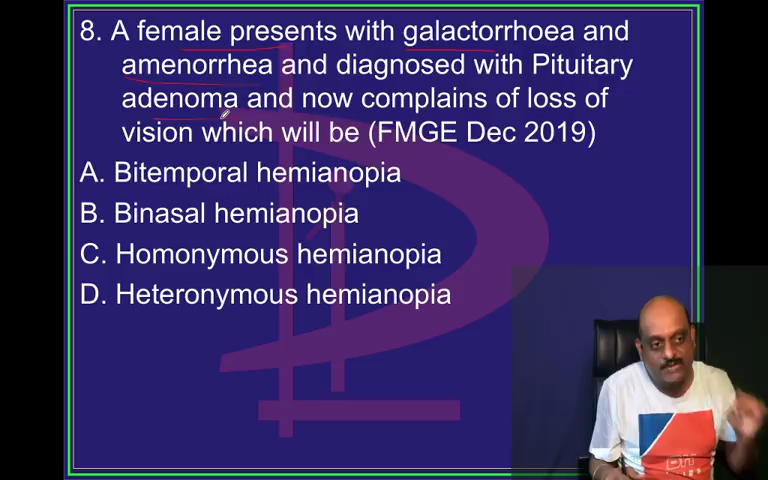 8. A female presents with galactorrhoea and
amenorrhea and diagnosed with Pituitary
adenoma and now complains of loss of
vision which will be (FMGE Dec 2019)
A. Bitemporal hemianopia
B. Binasal hemianopia
C. Homonymous hemianopia
D. Heteronymous hemianopia